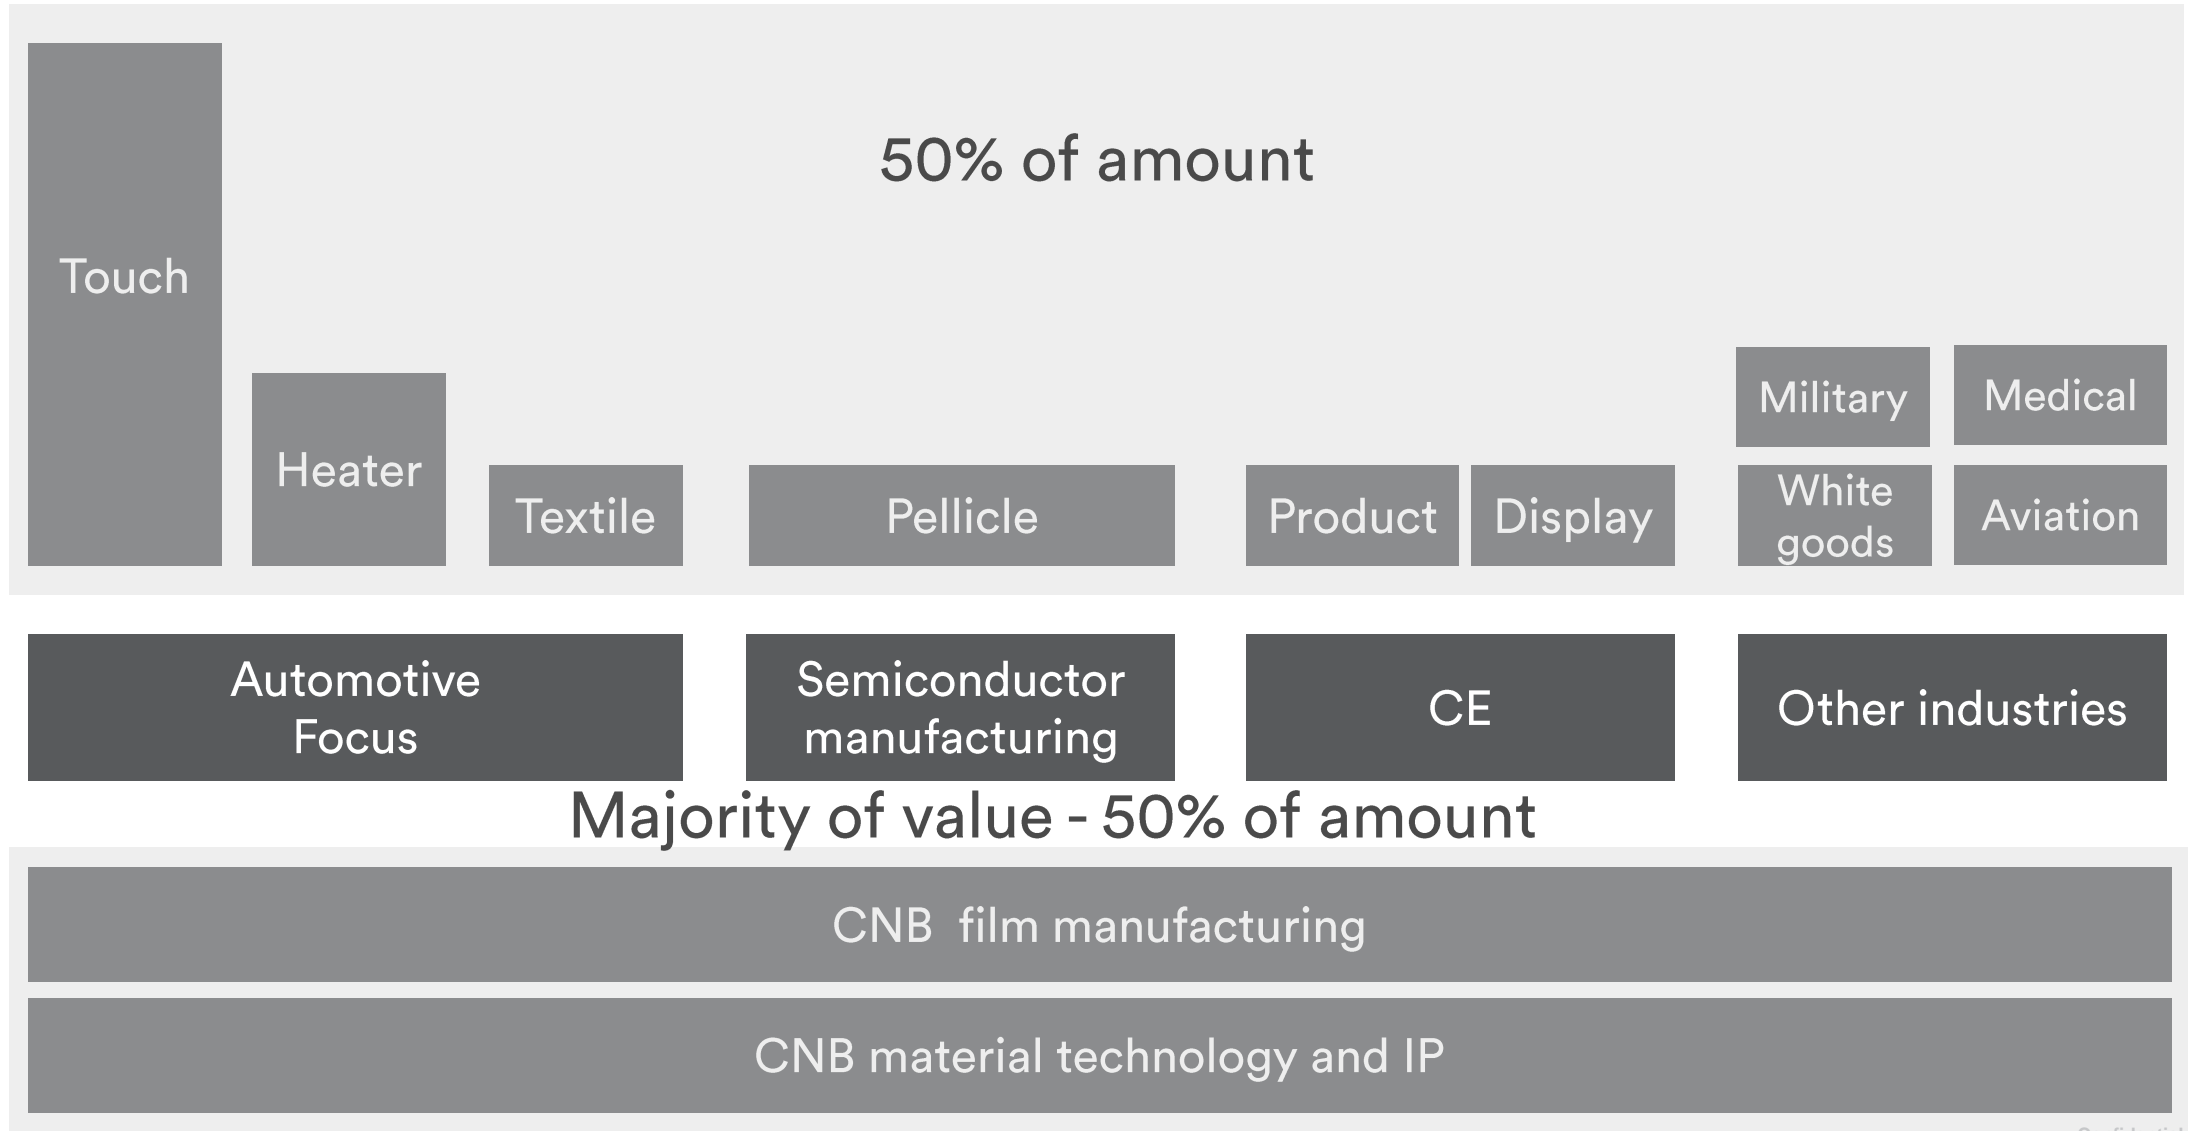 50% of amount
Touch
Heater
Textile
Pellicle
Product
Display
Military
Medical
White
goods
Aviation
Automotive
Focus
Semiconductor
manufacturing
CE
Other industries
Majority of value - 50% of amount
CNB film manufacturing
CNB material technology and IP